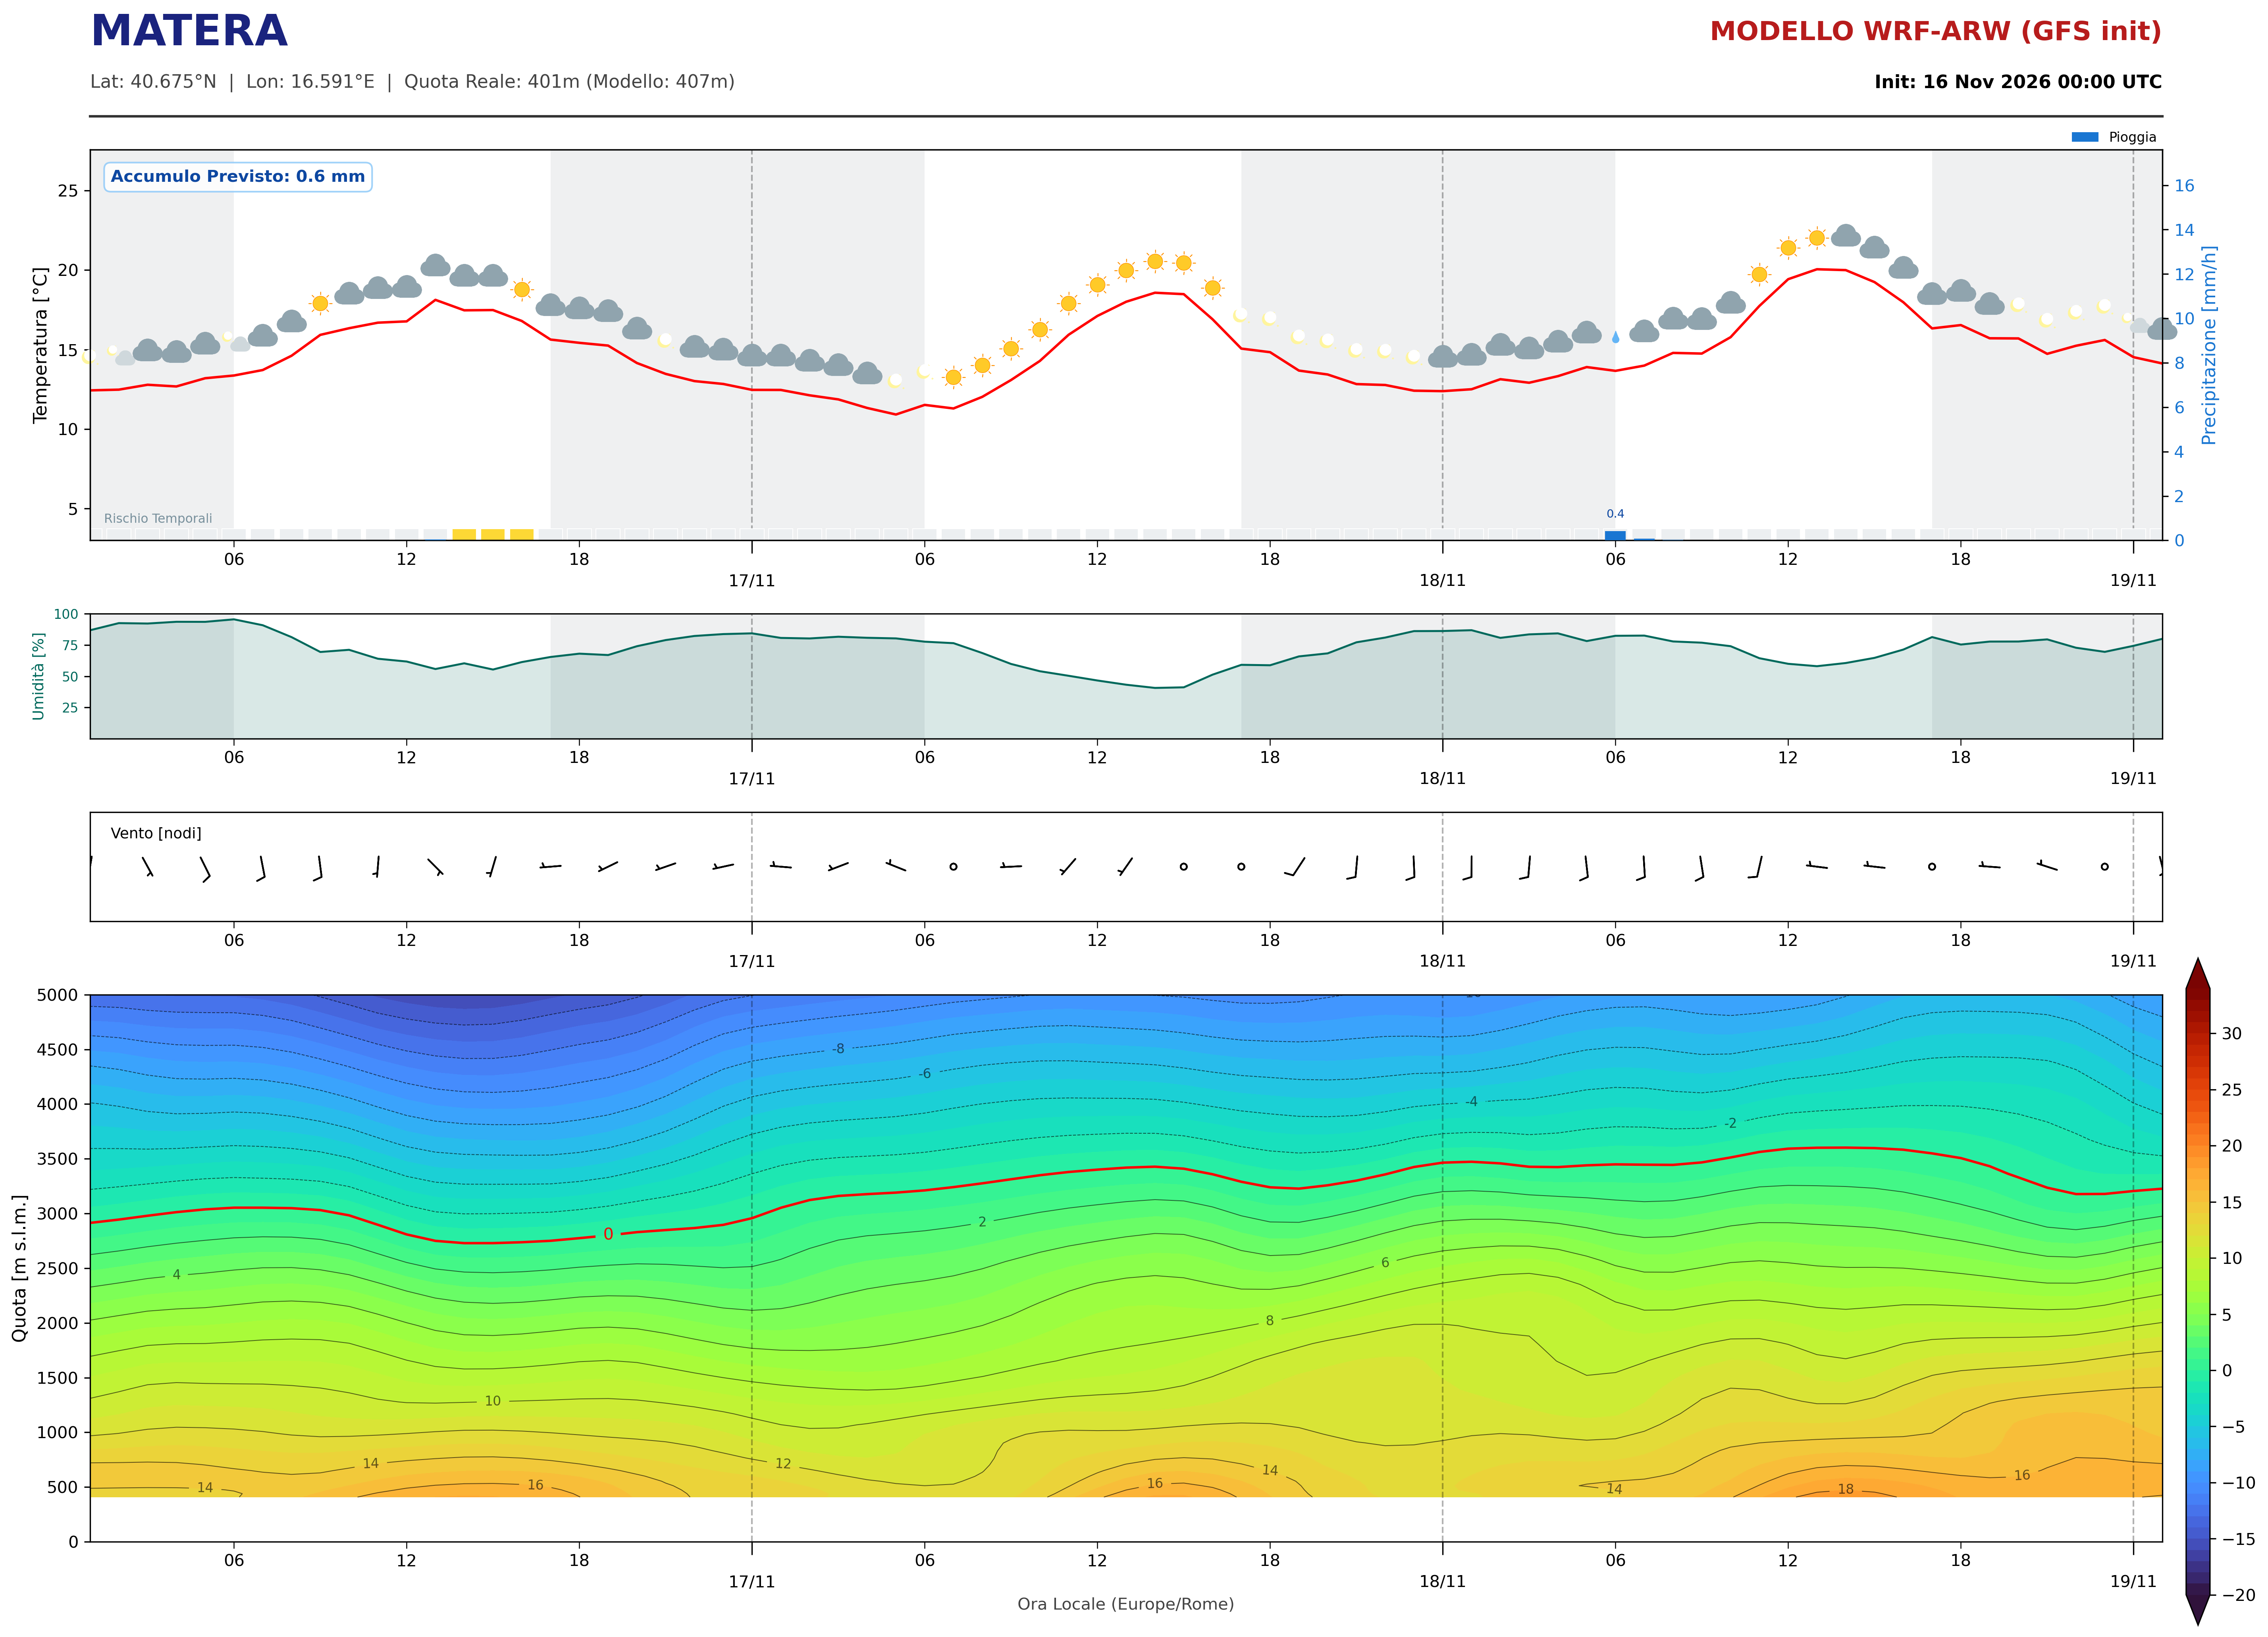 MATERA
MODELLO WRF-ARW (GFS init)
Lat: 40.675°N | Lon: 16.591°E | Quota Reale: 401m (Modello: 407m)
Init: 16 Nov 2026 00:00 UTC
Pioggia
Accumulo Previsto: 0.6 mm
Temperatura [°C]
25
20
15
10
5
Precipitazione [mm/h]
16
14
12
10
8
6
4
2
0
Rischio Temporali
0.4
06 12 18 06 12 18 06 12 18
17/11 18/11 19/11
Umidità [%]
100
75
50
25
06 12 18 06 12 18 06 12 18
17/11 18/11 19/11
Vento [nodi]
06 12 18 06 12 18 06 12 18
17/11 18/11 19/11
Quota [m s.l.m.]
5000
4500
4000
3500
3000
2500
2000
1500
1000
500
0
-8
-6
-4
-2
0
2
4
6
8
10
14
12
14
16
14
16
14
18
16
14
30
25
20
15
10
5
0
−5
−10
−15
−20
06 12 18 06 12 18 06 12 18
17/11 18/11 19/11
Ora Locale (Europe/Rome)